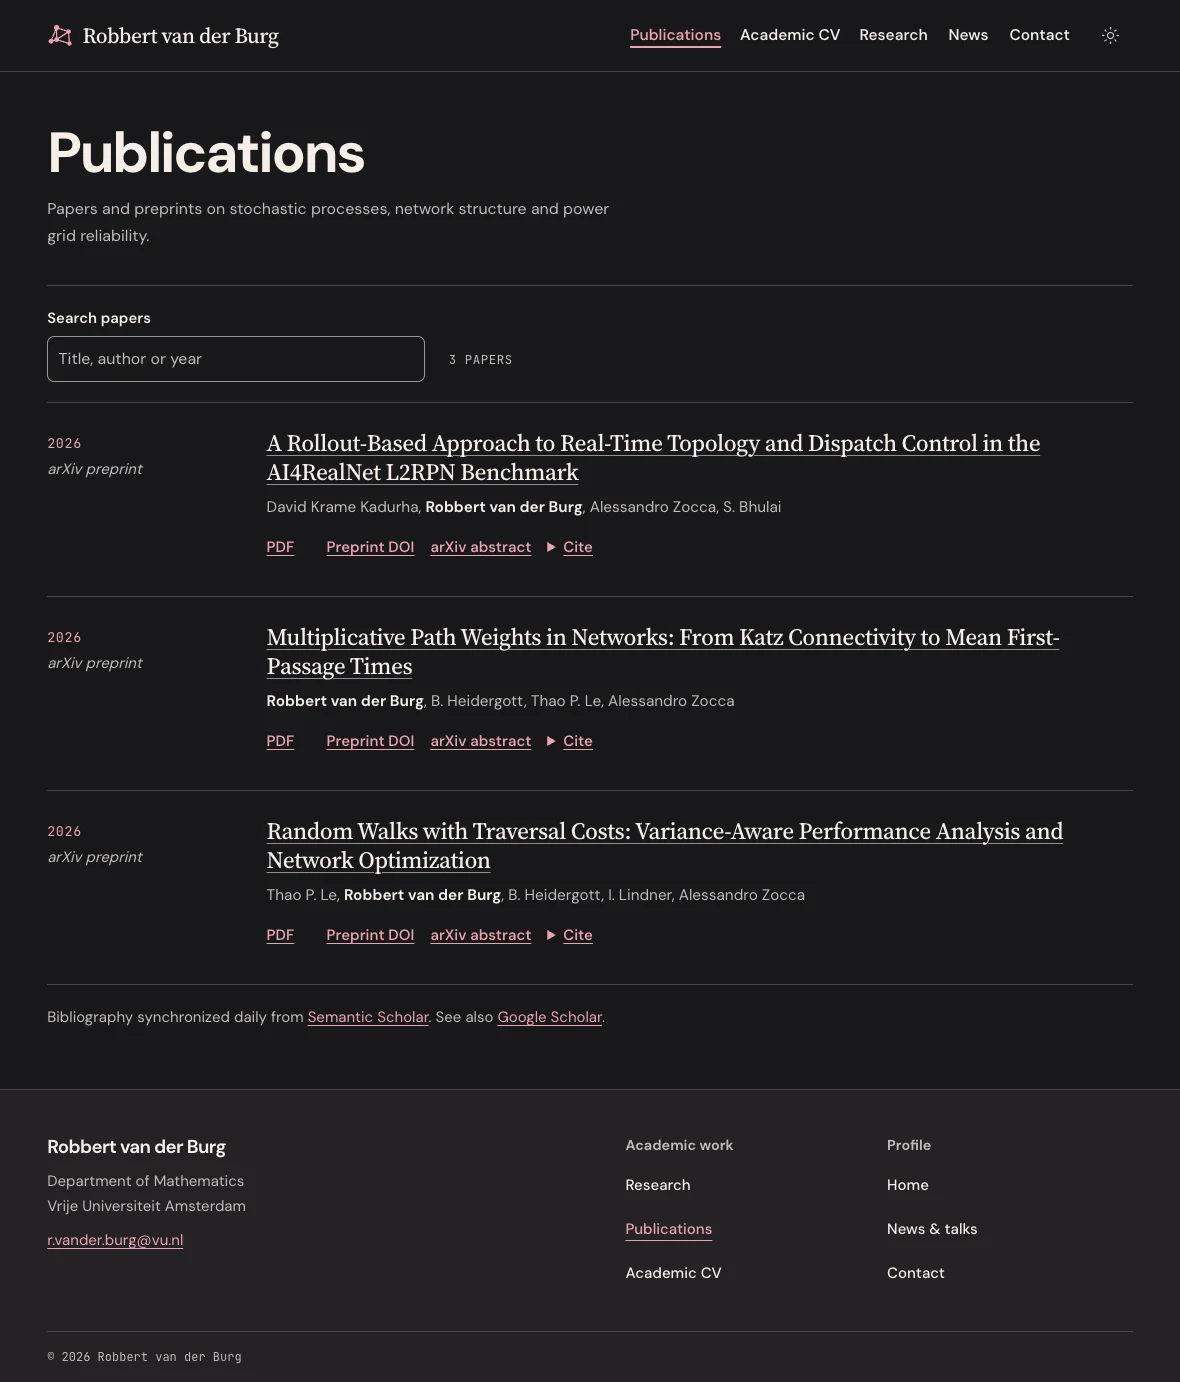 Robbert van der Burg
Publications Academic CV Research News Contact
Publications
Papers and preprints on stochastic processes, network structure and power
grid reliability.
Search papers
Title, author or year
3 PAPERS
2026
arXiv preprint
A Rollout-Based Approach to Real-Time Topology and Dispatch Control in the
AI4RealNet L2RPN Benchmark
David Krame Kadurha, Robbert van der Burg, Alessandro Zocca, S. Bhulai
PDF Preprint DOI arXiv abstract ▶ Cite
2026
arXiv preprint
Multiplicative Path Weights in Networks: From Katz Connectivity to Mean First-
Passage Times
Robbert van der Burg, B. Heidergott, Thao P. Le, Alessandro Zocca
PDF Preprint DOI arXiv abstract ▶ Cite
2026
arXiv preprint
Random Walks with Traversal Costs: Variance-Aware Performance Analysis and
Network Optimization
Thao P. Le, Robbert van der Burg, B. Heidergott, I. Lindner, Alessandro Zocca
PDF Preprint DOI arXiv abstract ▶ Cite
Bibliography synchronized daily from Semantic Scholar. See also Google Scholar.
Robbert van der Burg
Department of Mathematics
Vrije Universiteit Amsterdam
r.vander.burg@vu.nl
Academic work
Research
Publications
Academic CV
Profile
Home
News & talks
Contact
© 2026 Robbert van der Burg